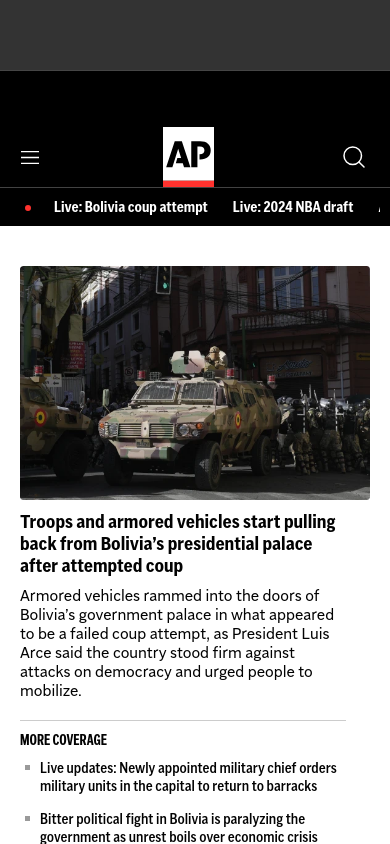 AP
Live: Bolivia coup attempt Live: 2024 NBA draft
Troops and armored vehicles start pulling
back from Bolivia’s presidential palace
after attempted coup
Armored vehicles rammed into the doors of
Bolivia’s government palace in what appeared
to be a failed coup attempt, as President Luis
Arce said the country stood firm against
attacks on democracy and urged people to
mobilize.
MORE COVERAGE
Live updates: Newly appointed military chief orders
military units in the capital to return to barracks
Bitter political fight in Bolivia is paralyzing the
government as unrest boils over economic crisis